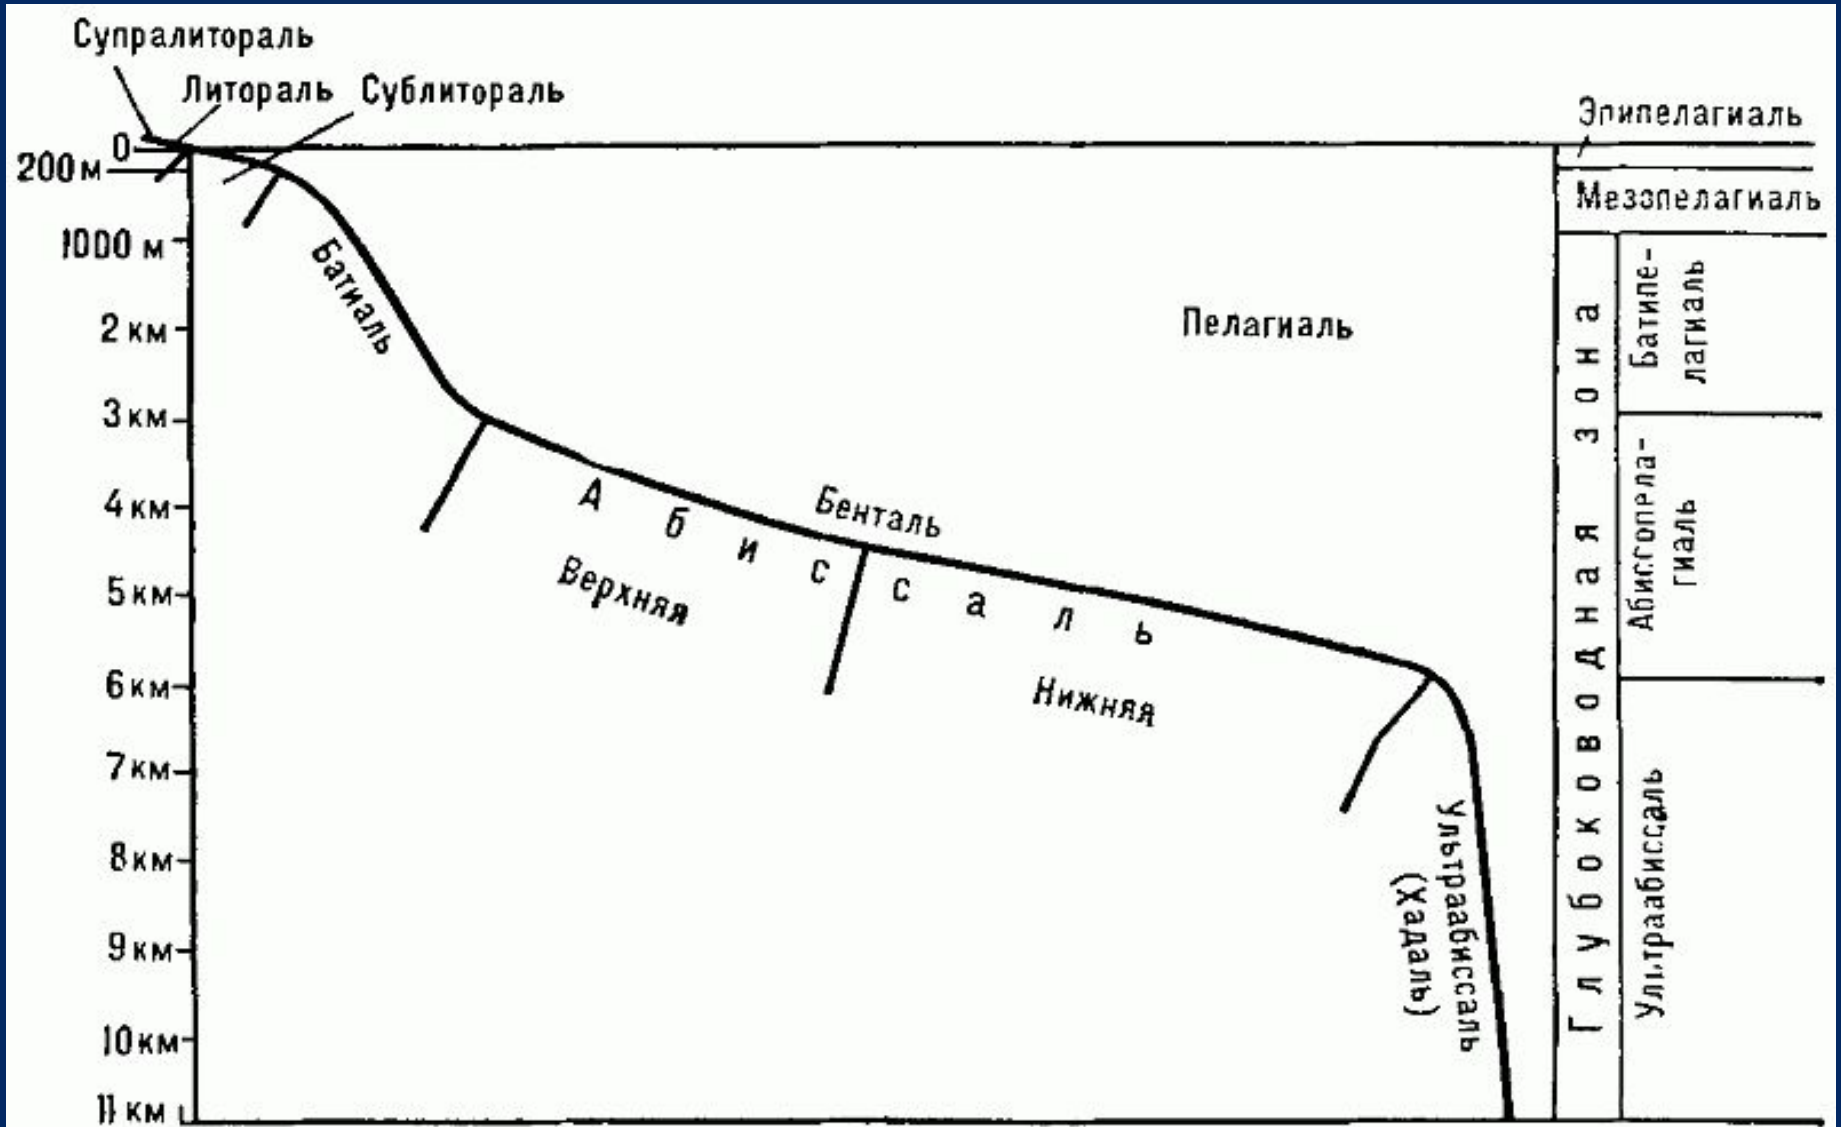 Супралитораль
Литораль
Сублитораль
0
200 м
1000 м
2 км
3 км
4 км
5 км
6 км
7 км
8 км
9 км
10 км
11 км
Батиаль
Пелагиаль
Бенталь
Абиссаль
Верхняя
Нижняя
Ультраабиссаль
(Хадаль)
Эпипелагиаль
Мезопелагиаль
Глубоководная зона
Батипе-
лагиаль
Абиссопела-
гиаль
Ультраабиссаль